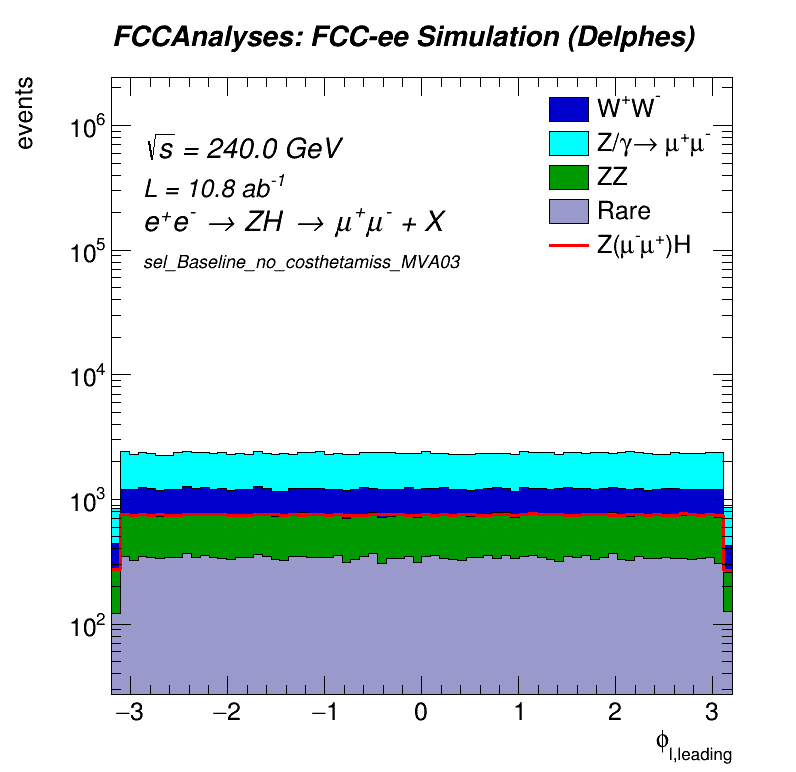 FCCAnalyses: FCC-ee Simulation (Delphes)
events
10⁶
10⁵
10⁴
10³
10²
√s = 240.0 GeV
L = 10.8 ab⁻¹
e⁺e⁻ → ZH → μ⁺μ⁻ + X
sel_Baseline_no_costhetamiss_MVA03
W⁺W⁻
Z/γ→ μ⁺μ⁻
ZZ
Rare
Z(μ⁻μ⁺)H
−3 −2 −1 0 1 2 3
ϕl,leading